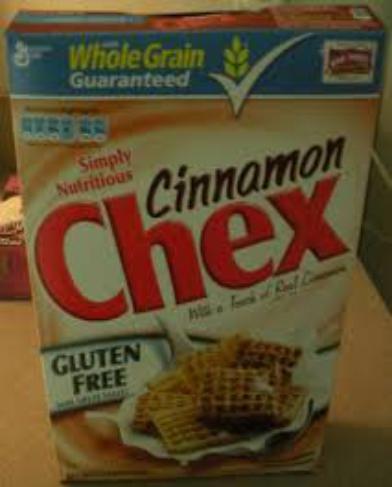 Whole Grain
Guaranteed
Simply
Nutritious
Cinnamon
Chex
With a Touch of Real Cinnamon
GLUTEN
FREE